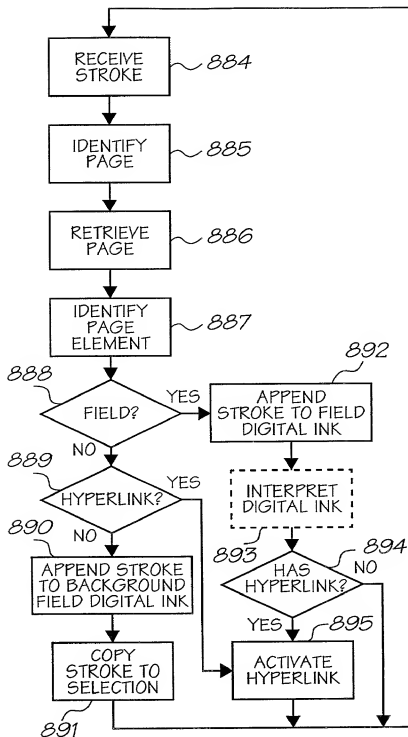 RECEIVE
STROKE
884
IDENTIFY
PAGE
885
RETRIEVE
PAGE
886
IDENTIFY
PAGE
ELEMENT
887
888
FIELD?
YES
NO
892
APPEND
STROKE TO FIELD
DIGITAL INK
889
HYPERLINK?
YES
NO
INTERPRET
DIGITAL INK
893
894
HAS
HYPERLINK?
NO
YES
890
APPEND STROKE
TO BACKGROUND
FIELD DIGITAL INK
895
ACTIVATE
HYPERLINK
COPY
STROKE TO
SELECTION
891